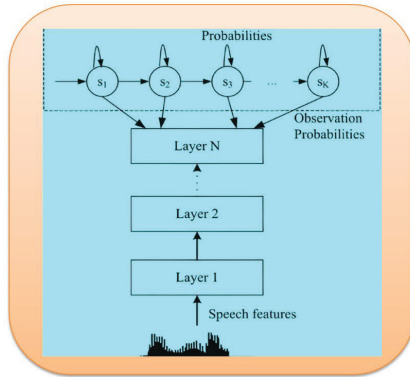 Probabilities
s1 s2 s3 ... sK
Observation
Probabilities
Layer N
Layer 2
Layer 1
Speech features